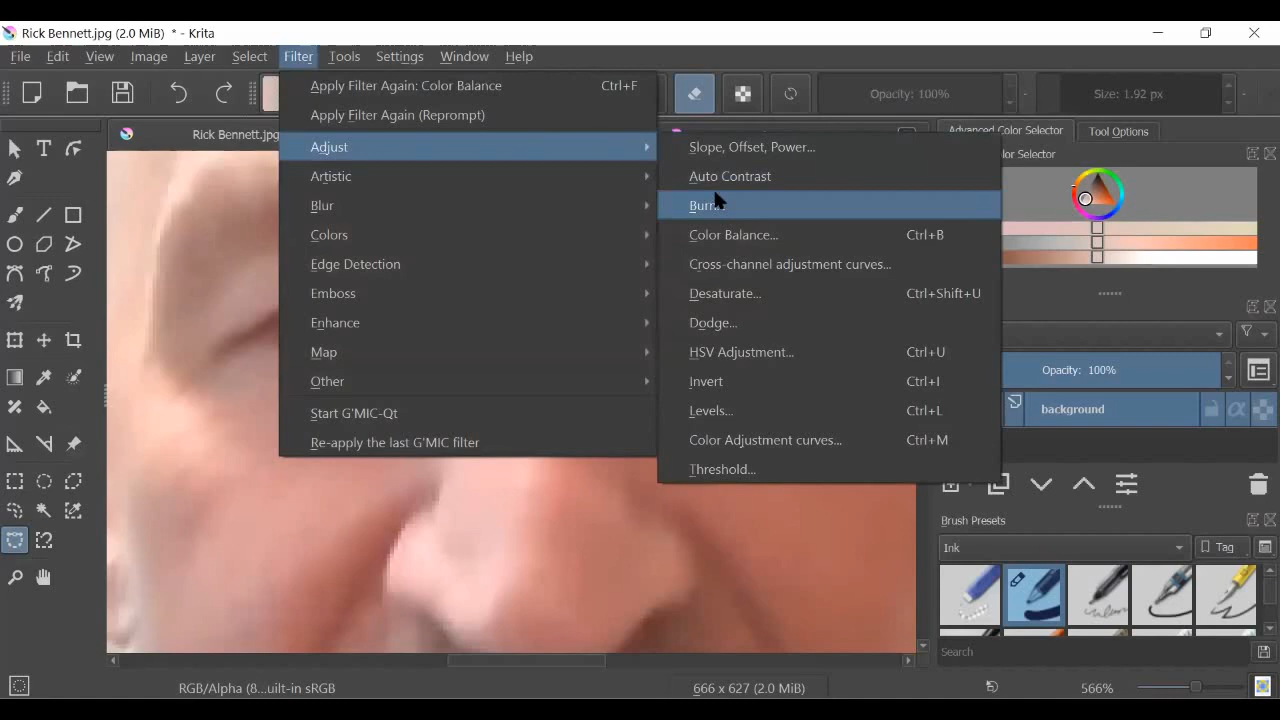 Rick Bennett.jpg (2.0 MiB) * - Krita
File Edit View Image Layer Select Filter Tools Settings Window Help
Apply Filter Again: Color Balance Ctrl+F
Apply Filter Again (Reprompt)
Adjust
Artistic
Blur
Colors
Edge Detection
Emboss
Enhance
Map
Other
Start G'MIC-Qt
Re-apply the last G'MIC filter
Slope, Offset, Power...
Auto Contrast
Color Balance... Ctrl+B
Cross-channel adjustment curves...
Desaturate... Ctrl+Shift+U
Dodge...
HSV Adjustment... Ctrl+U
Invert Ctrl+I
Levels... Ctrl+L
Color Adjustment curves... Ctrl+M
Threshold...
Opacity: 100% Size: 1.92 px
Rick Bennett.jpg
Advanced Color Selector Tool Options
lor Selector
Opacity: 100%
background
Brush Presets
Ink Tag
Search
RGB/Alpha (8...uilt-in sRGB 666 x 627 (2.0 MiB) 566%